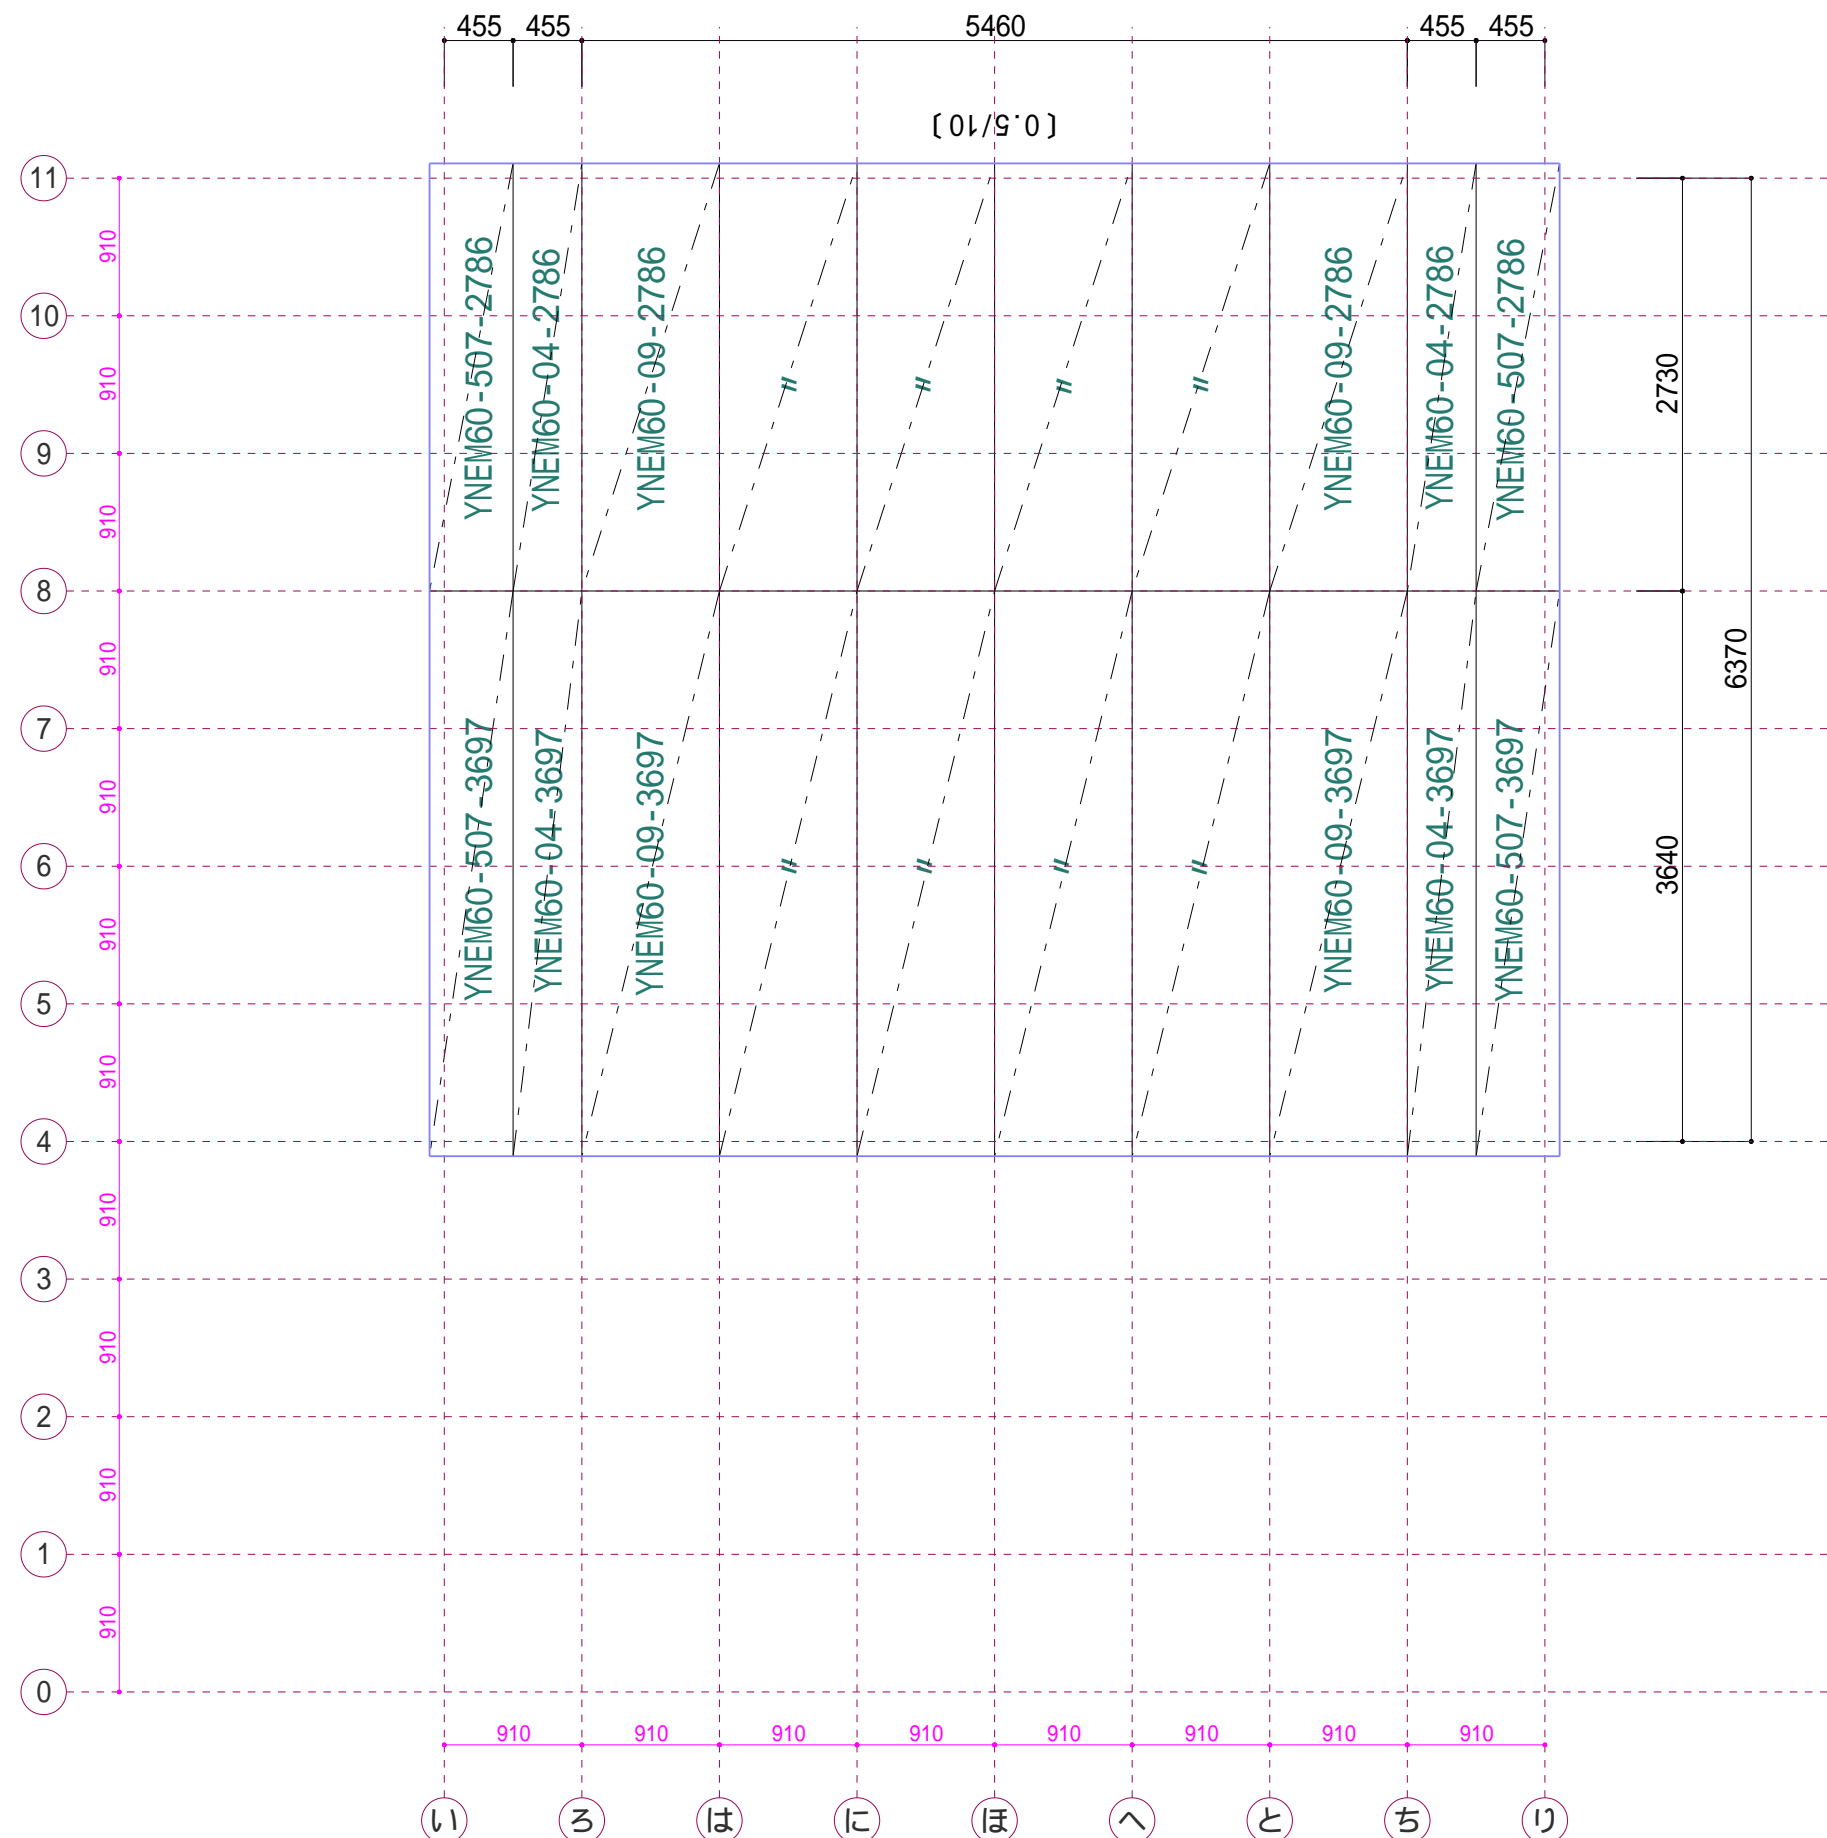 455 455 5460 455 455
〔0.5/10〕
11
10
9
8
7
6
5
4
3
2
1
0
910
910
910
910
910
910
910
910
910
910
910
YNEM60-507-2786
YNEM60-04-2786
YNEM60-09-2786
〃
〃
〃
〃
YNEM60-09-2786
YNEM60-04-2786
YNEM60-507-2786
YNEM60-507-3697
YNEM60-04-3697
YNEM60-09-3697
〃
〃
〃
〃
YNEM60-09-3697
YNEM60-04-3697
YNEM60-507-3697
2730
3640
6370
910 910 910 910 910 910 910 910
い ろ は に ほ へ と ち り